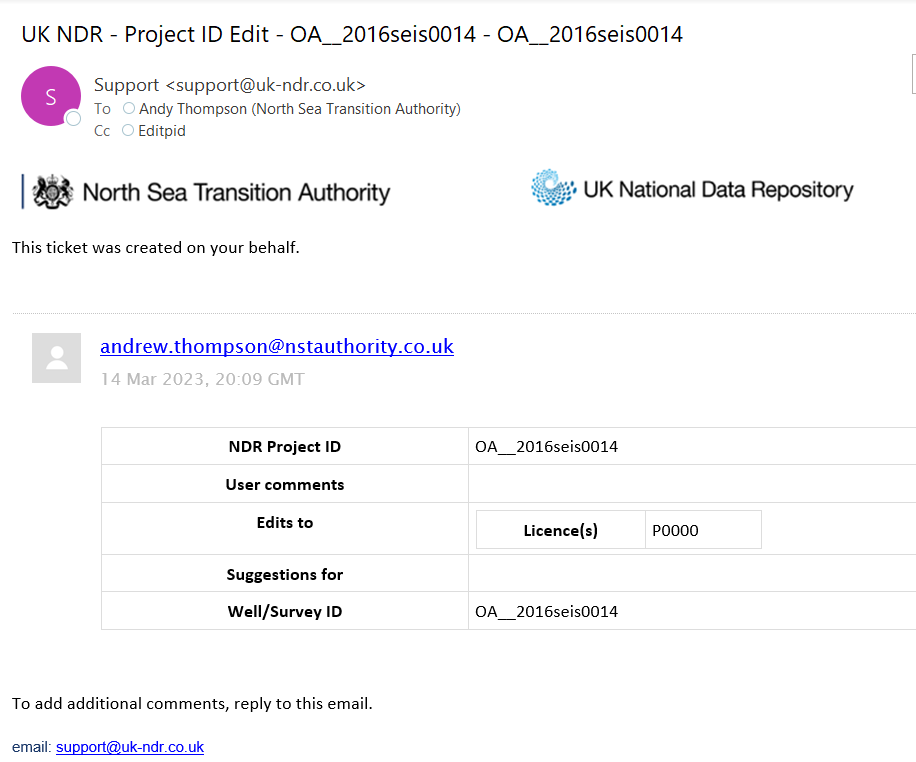 UK NDR - Project ID Edit - OA__2016seis0014 - OA__2016seis0014
S
Support <support@uk-ndr.co.uk>
To Andy Thompson (North Sea Transition Authority)
Cc Editpid
North Sea Transition Authority UK National Data Repository
This ticket was created on your behalf.
andrew.thompson@nstauthority.co.uk
14 Mar 2023, 20:09 GMT
NDR Project ID OA__2016seis0014
User comments
Edits to Licence(s) P0000
Suggestions for
Well/Survey ID OA__2016seis0014
To add additional comments, reply to this email.
email: support@uk-ndr.co.uk